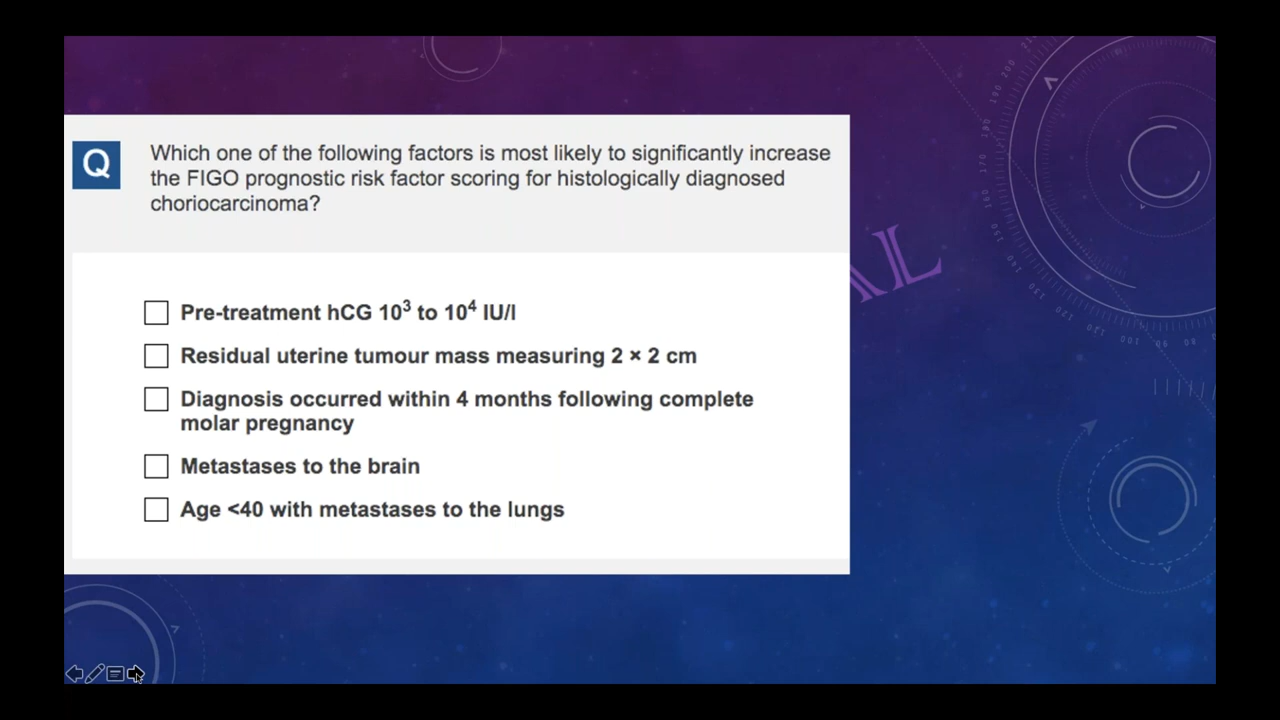 Q
Which one of the following factors is most likely to significantly increase
the FIGO prognostic risk factor scoring for histologically diagnosed
choriocarcinoma?
AL
Pre-treatment hCG 10³ to 10⁴ IU/l
Residual uterine tumour mass measuring 2 × 2 cm
Diagnosis occurred within 4 months following complete
molar pregnancy
Metastases to the brain
Age <40 with metastases to the lungs